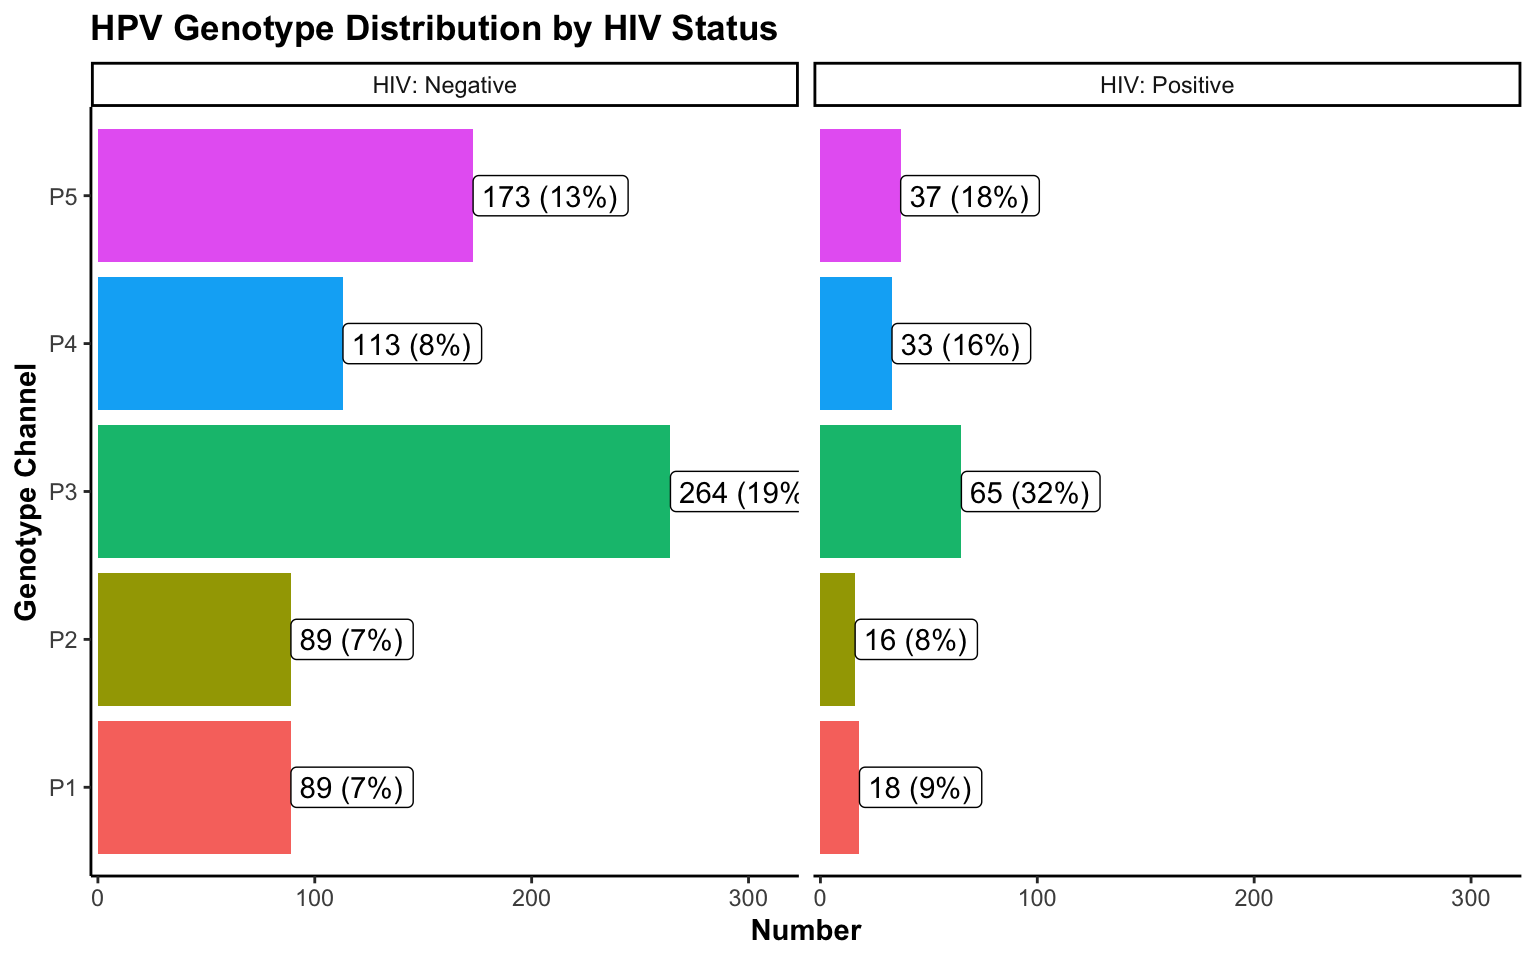 HPV Genotype Distribution by HIV Status
HIV: Negative
HIV: Positive
Genotype Channel
P5
173 (13%)
37 (18%)
P4
113 (8%)
33 (16%)
P3
264 (19%
65 (32%)
P2
89 (7%)
16 (8%)
P1
89 (7%)
18 (9%)
0 100 200 300
0 100 200 300
Number